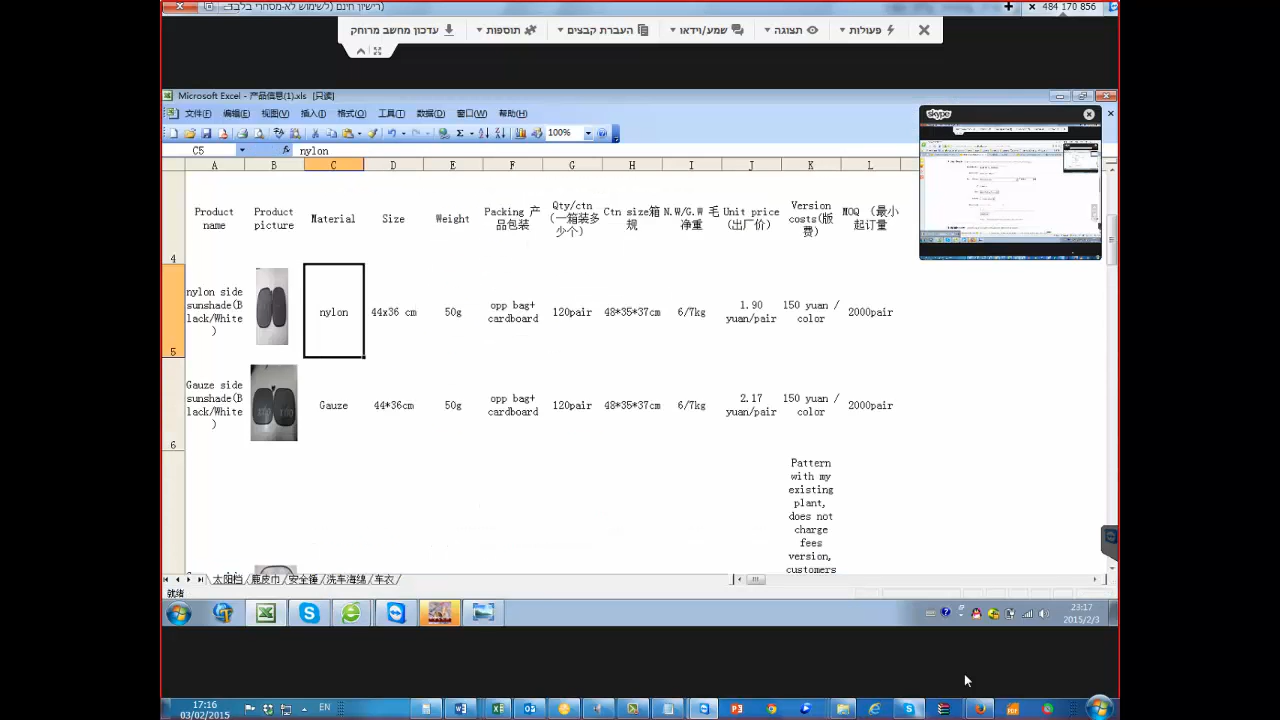 רישיון חינם (לשימוש לא-מסחרי בלבד
484 170 856
פעולות
תצוגה
שמע/וידאו
העברת קבצים
תוספות
עדכון מחשב מרוחק
Microsoft Excel - 产品信息(1).xls [只读]
文件(F) 编辑(E) 视图(V) 插入(I) 格式(O) 工具(T) 数据(D) 窗口(W) 帮助(H)
100%
C5
nylon
A B C D E F G H I J K L
4
Product name
Product picture
Material
Size
Weight
Packing 产品包装
ty/ctn 一箱装多个)
Ctn size箱规
N.W/G.W 毛净重
Unit price (出厂价)
Version costs(版费)
MOQ (最小起订量
5
nylon side sunshade(Black/White)
nylon
44x36 cm
50g
opp bag+ cardboard
120pair
48*35*37cm
6/7kg
1.90 yuan/pair
150 yuan / color
2000pair
6
Gauze side sunshade(Black/White)
Gauze
44*36cm
50g
opp bag+ cardboard
120pair
48*35*37cm
6/7kg
2.17 yuan/pair
150 yuan / color
2000pair
Pattern
with my
existing
plant,
does not
charge
fees
version,
customers
太阳挡 鹿皮巾 安全锤 洗车海绵 车衣
就绪
skype
23:17
2015/2/3
17:16
03/02/2015
EN